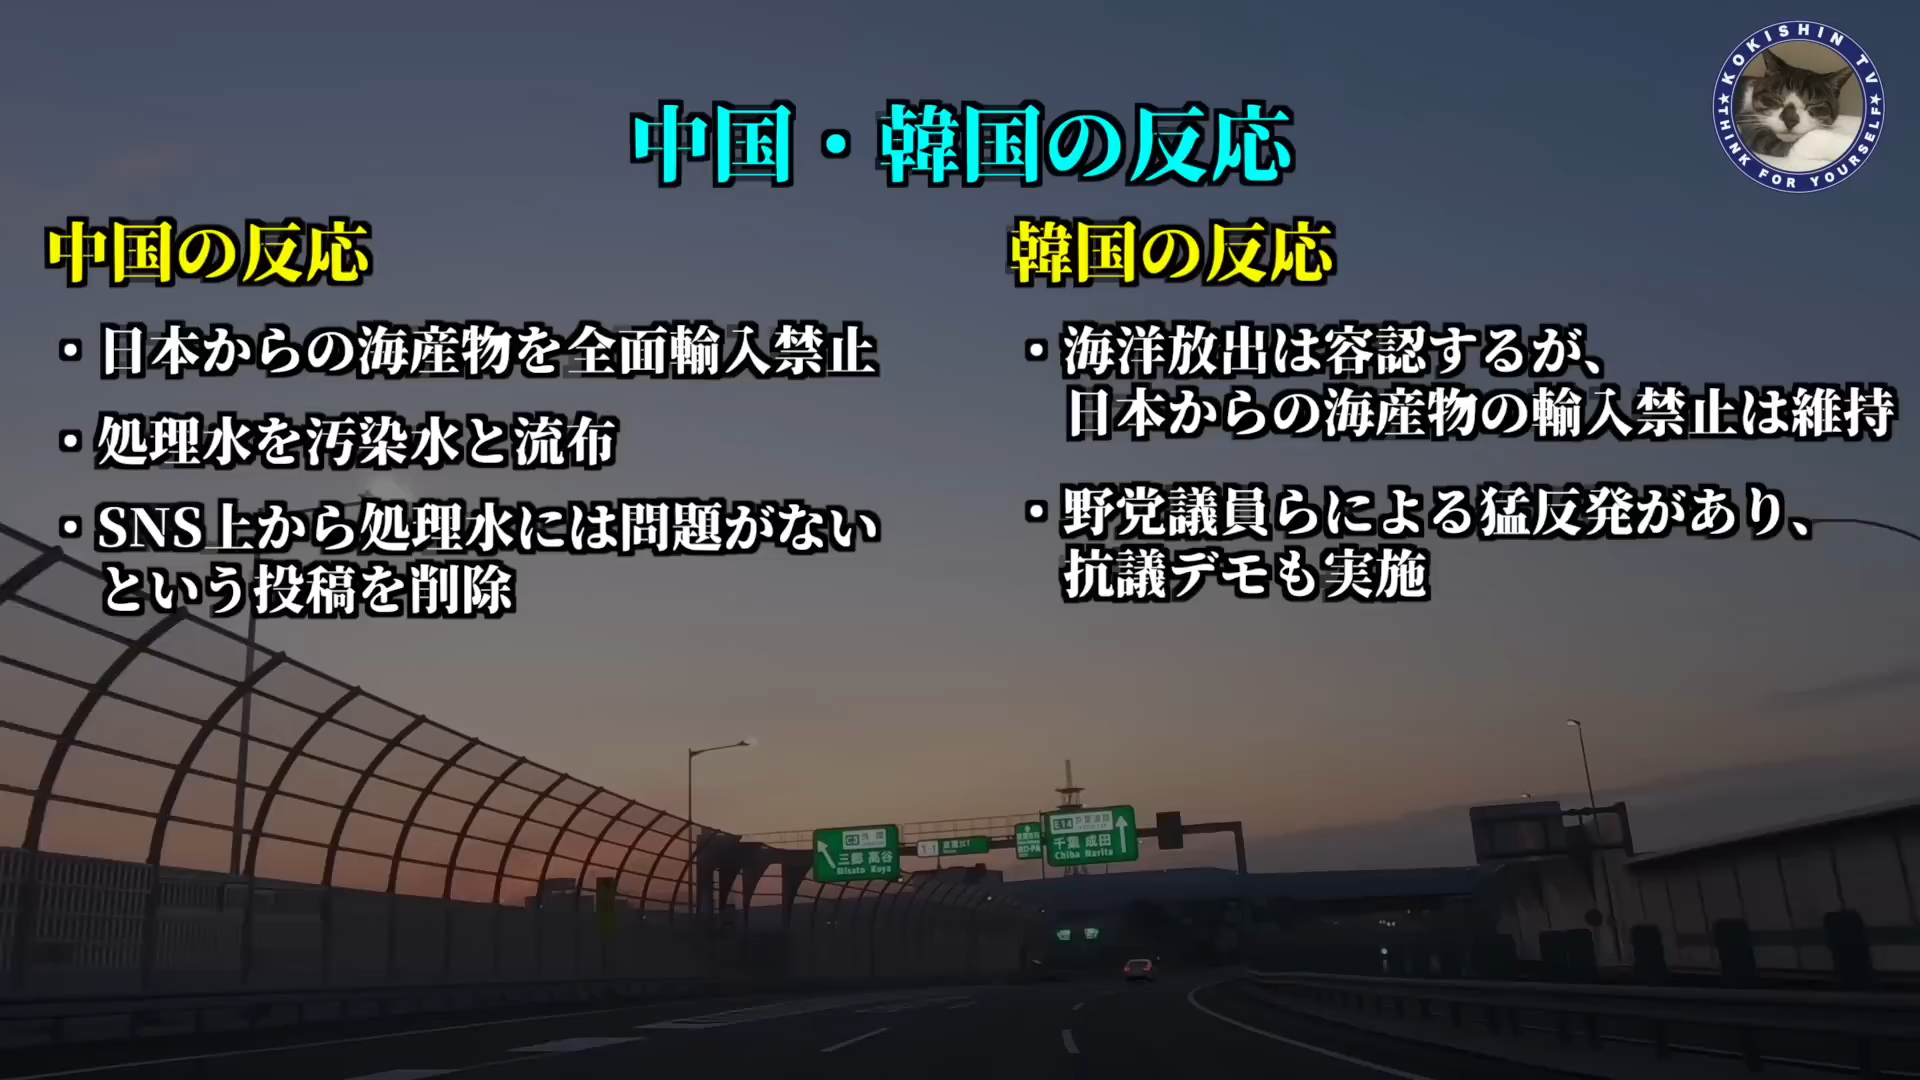 中国・韓国の反応
KOKISHIN TV
★THINK FOR YOURSELF★
中国の反応
・日本からの海産物を全面輸入禁止
・処理水を汚染水と流布
・SNS上から処理水には問題がない
という投稿を削除
韓国の反応
・海洋放出は容認するが、
日本からの海産物の輸入禁止は維持
・野党議員らによる猛反発があり、
抗議デモも実施
C3
三郷 高谷
Misato Koya
E14
千葉 成田
Chiba Narita